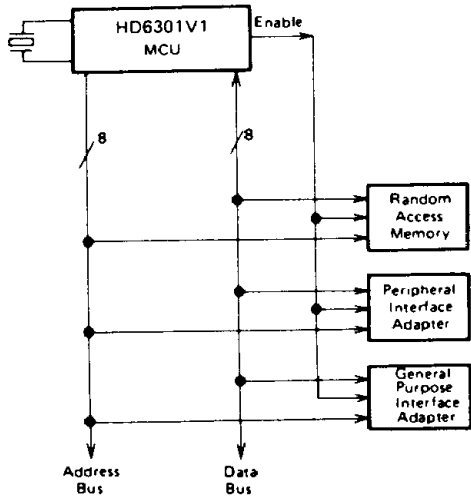 HD6301V1
MCU
Enable
8
8
Random
Access
Memory
Peripheral
Interface
Adapter
General
Purpose
Interface
Adapter
Address
Bus
Data
Bus